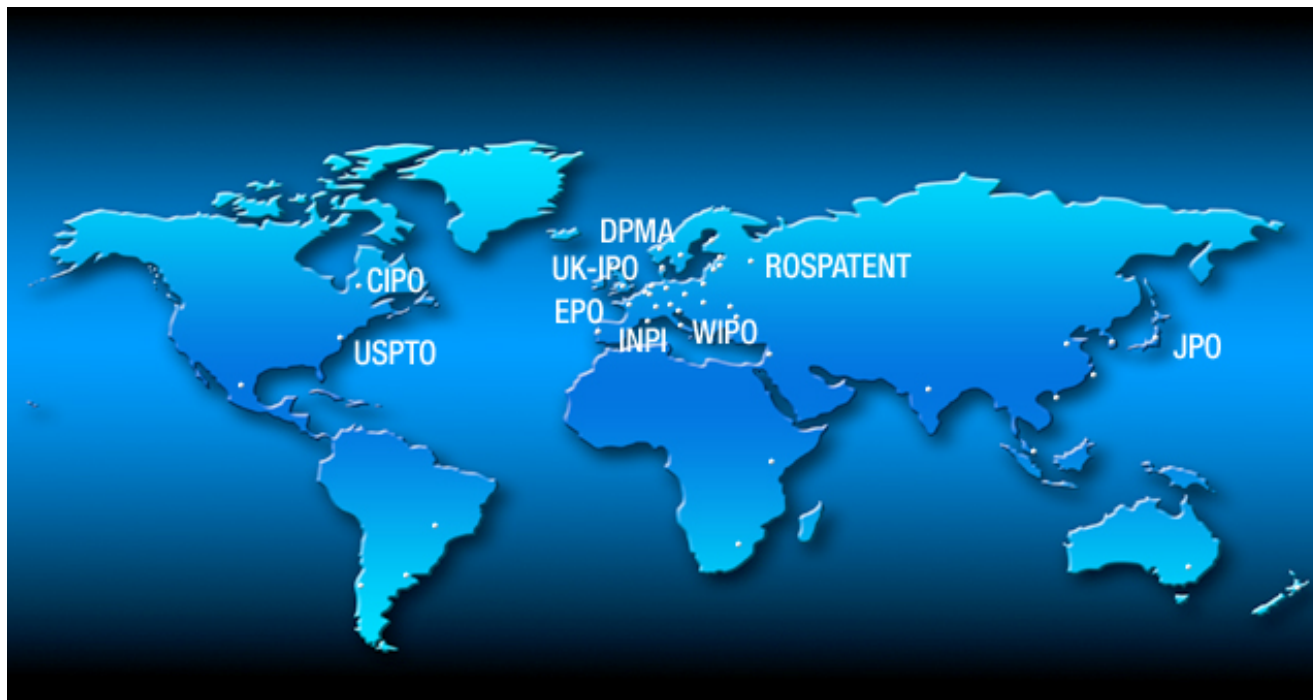 DPMA
UK-IPO
ROSPATENT
CIPO
EPO
INPI
WIPO
USPTO
JPO